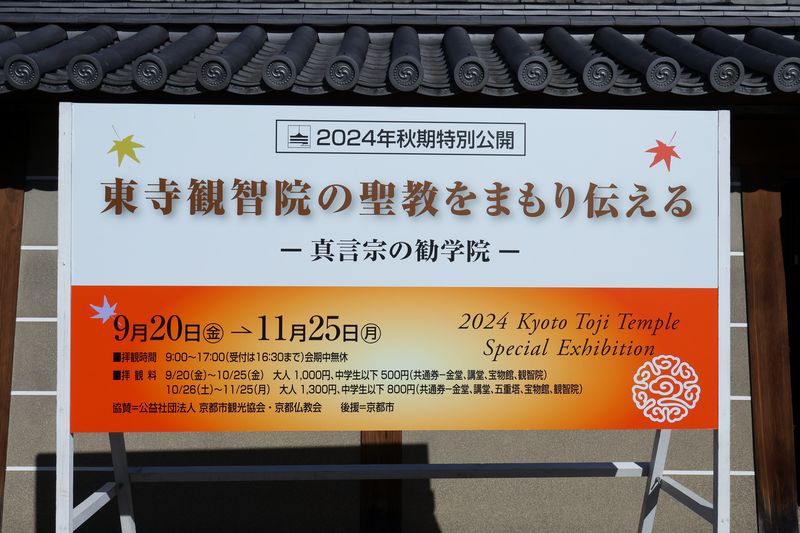 2024年秋期特別公開
東寺観智院の聖教をまもり伝える
― 真言宗の勧学院 ―
9月20日㊎→11月25日㊊
2024 Kyoto Toji Temple
Special Exhibition
■拝観時間 9:00~17:00(受付は16:30まで)会期中無休
■拝観料 9/20(金)~10/25(金) 大人1,000円、中学生以下500円(共通券ー金堂、講堂、宝物館、観智院)
10/26(土)~11/25(月) 大人1,300円、中学生以下800円(共通券ー金堂、講堂、五重塔、宝物館、観智院)
協賛=公益社団法人 京都市観光協会・京都仏教会 後援=京都市